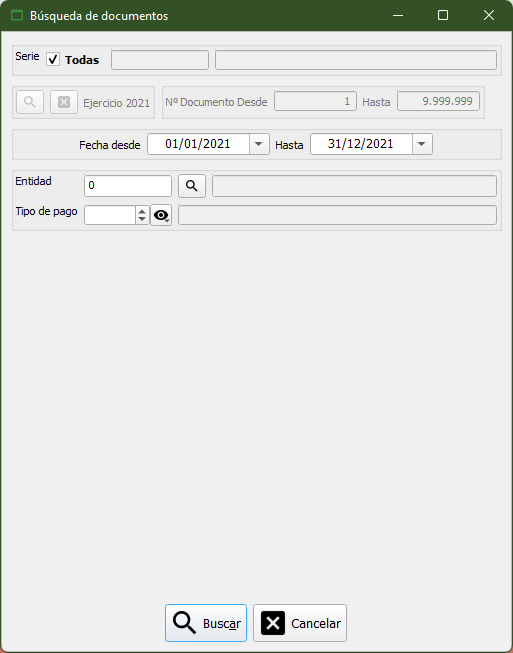 Búsqueda de documentos
Serie Todas
Ejercicio 2021 Nº Documento Desde 1 Hasta 9.999.999
Fecha desde 01/01/2021 Hasta 31/12/2021
Entidad 0
Tipo de pago
Buscar Cancelar